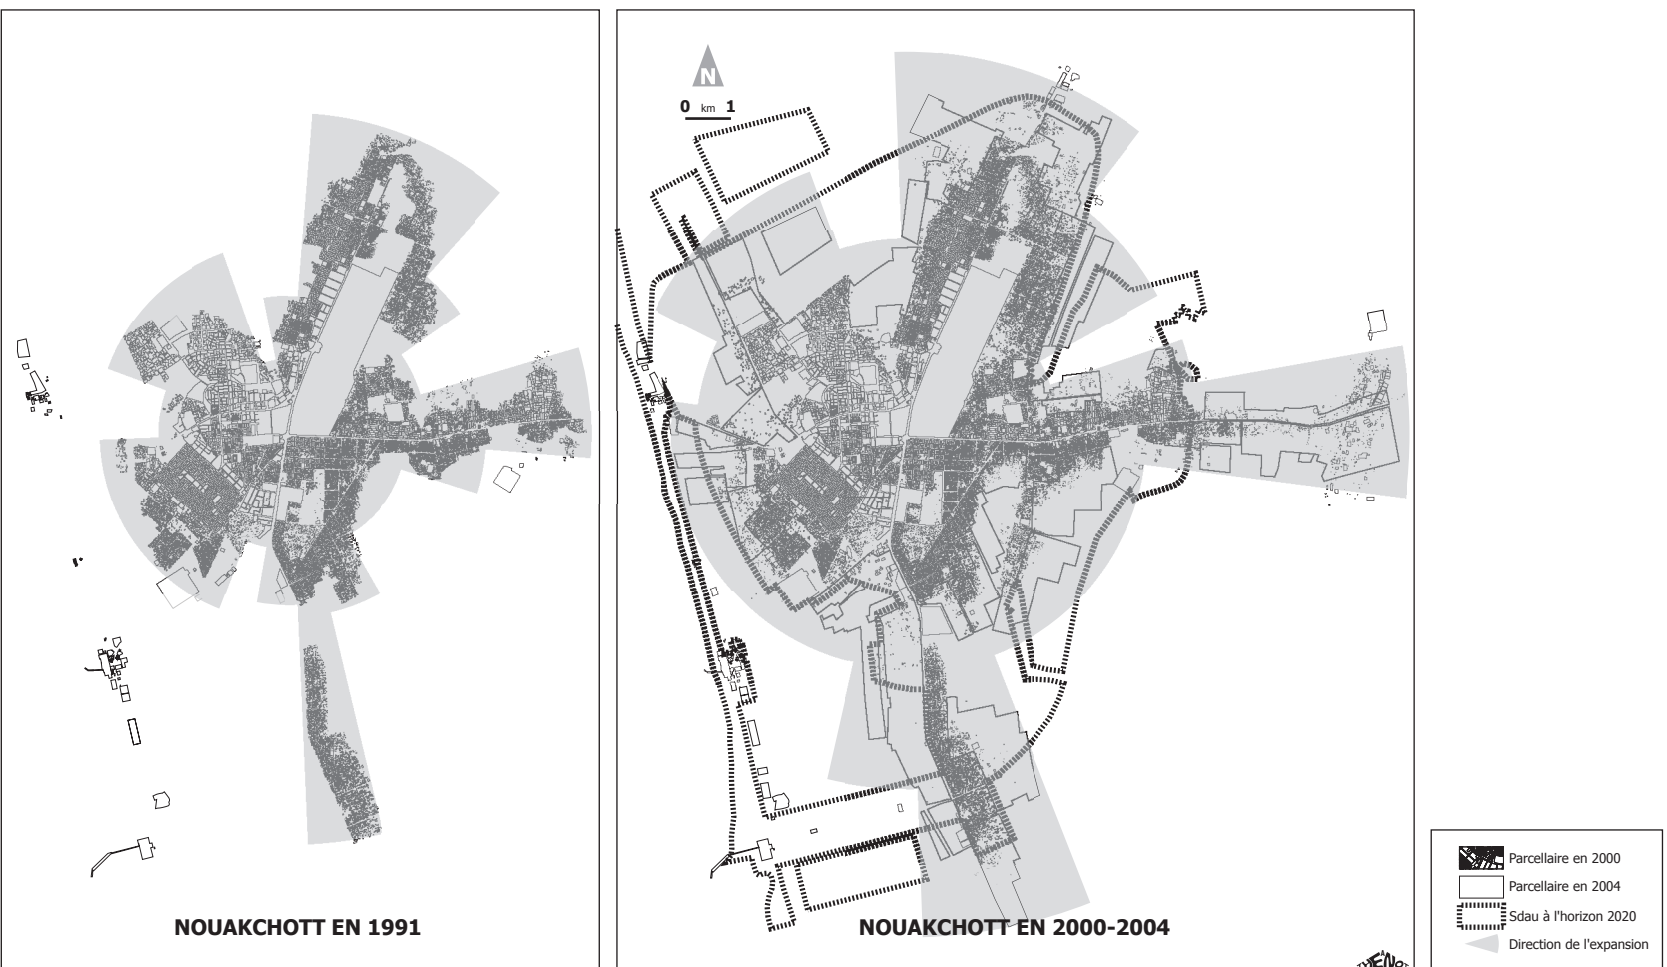 N
0 km 1
NOUAKCHOTT EN 1991
NOUAKCHOTT EN 2000-2004
Parcellaire en 2000
Parcellaire en 2004
Sdau à l'horizon 2020
Direction de l'expansion